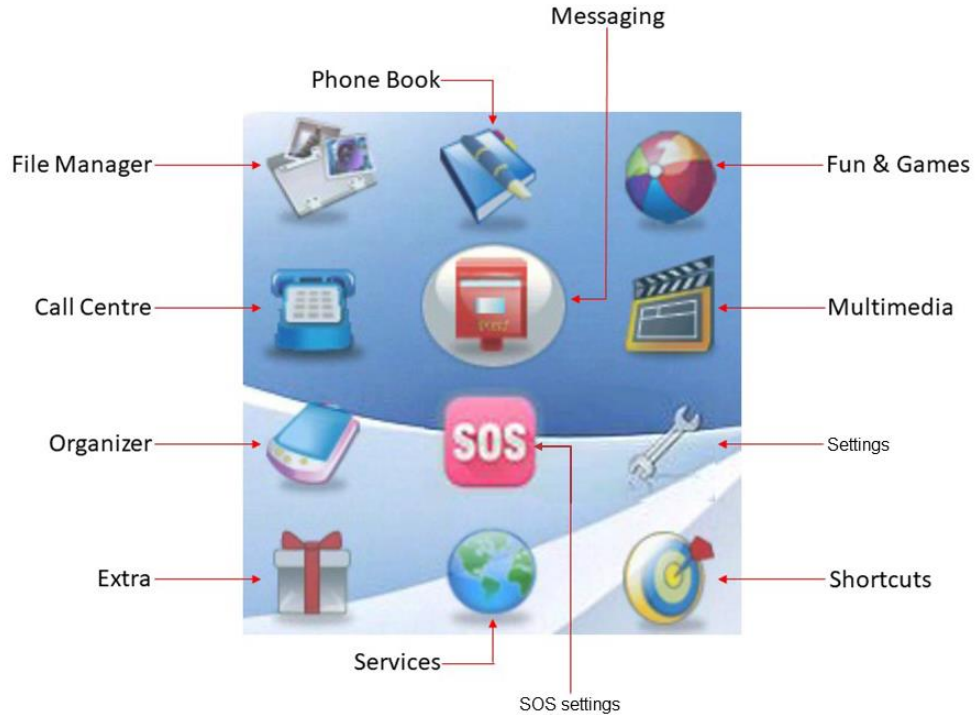 Messaging
Phone Book
File Manager
Fun & Games
Call Centre
Multimedia
Organizer
SOS
Settings
Extra
Shortcuts
Services
SOS settings